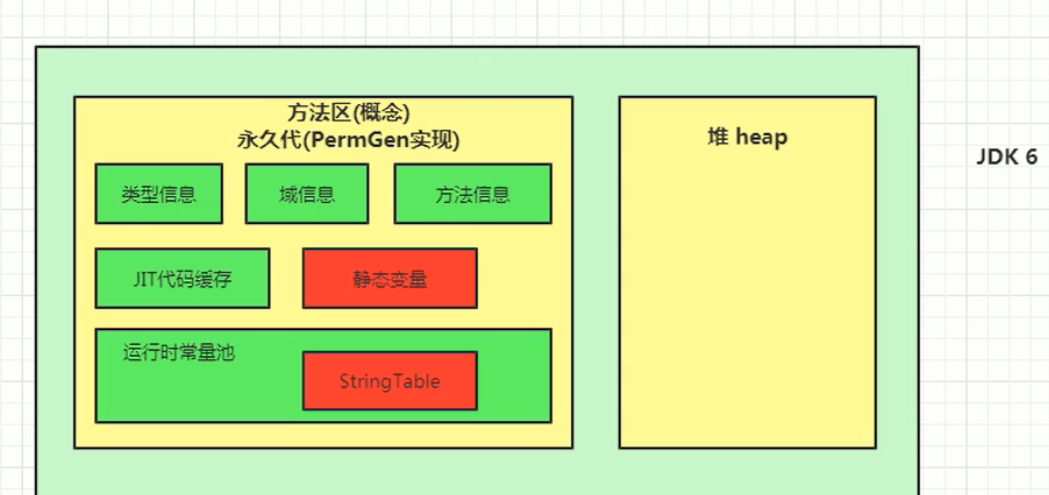 方法区(概念)
永久代(PermGen实现)
堆 heap
JDK 6
类型信息
域信息
方法信息
JIT代码缓存
静态变量
运行时常量池
StringTable